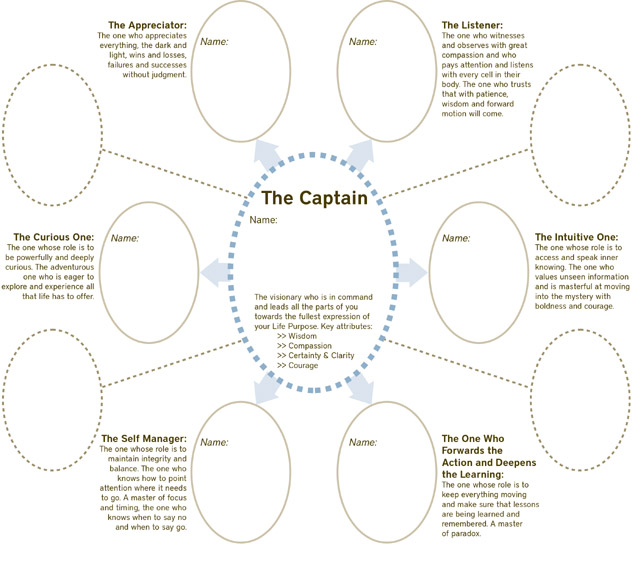 The Appreciator:
The one who appreciates
everything, the dark and
light, wins and losses,
failures and successes
without judgment.
Name:
Name:
The Listener:
The one who witnesses
and observes with great
compassion and who
pays attention and listens
with every cell in their
body. The one who trusts
that with patience,
wisdom and forward
motion will come.
The Captain
Name:
The visionary who is in command
and leads all the parts of you
towards the fullest expression of
your Life Purpose. Key attributes:
>> Wisdom
>> Compassion
>> Certainty & Clarity
>> Courage
The Curious One:
The one whose role is to
be powerfully and deeply
curious. The adventurous
one who is eager to
explore and experience all
that life has to offer.
Name:
Name:
The Intuitive One:
The one whose role is to
access and speak inner
knowing. The one who
values unseen information
and is masterful at moving
into the mystery with
boldness and courage.
The Self Manager:
The one whose role is to
maintain integrity and
balance. The one who
knows how to point
attention where it needs
to go. A master of focus
and timing, the one who
knows when to say no
and when to say go.
Name:
Name:
The One Who
Forwards the
Action and Deepens
the Learning:
The one whose role is to
keep everything moving
and make sure that lessons
are being learned and
remembered. A master
of paradox.